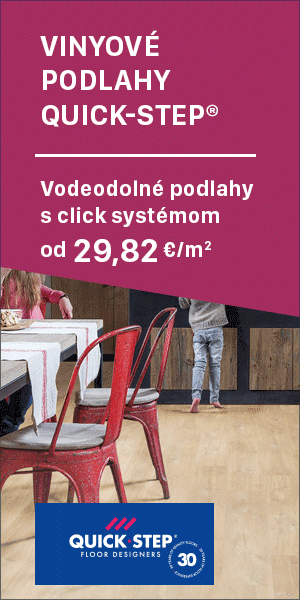 VINYOVÉ
PODLAHY
QUICK-STEP®
Vodeodolné podlahy
s click systémom
od 29,82 €/m²
QUICK·STEP®
FLOOR DESIGNERS
30